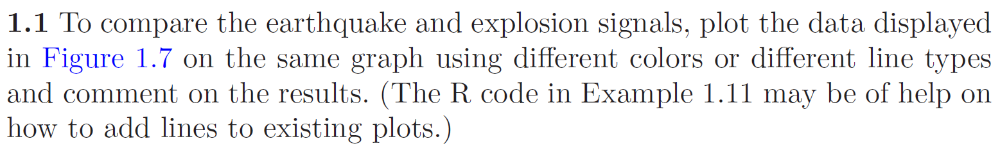 1.1 To compare the earthquake and explosion signals, plot the data displayed
in Figure 1.7 on the same graph using different colors or different line types
and comment on the results. (The R code in Example 1.11 may be of help on
how to add lines to existing plots.)